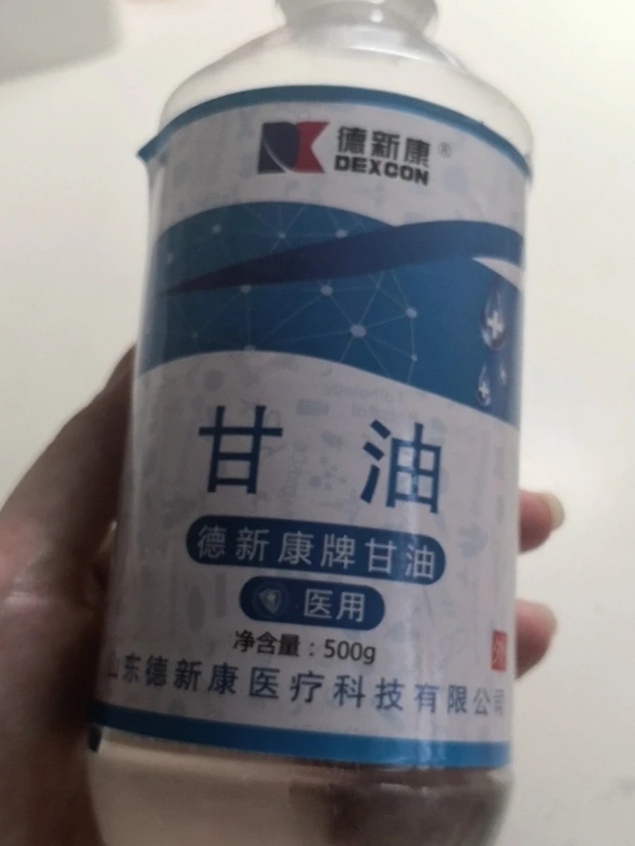 德新康®
DEXCON
甘 油
德新康牌甘油
医用
净含量：500g
外
山东德新康医疗科技有限公司